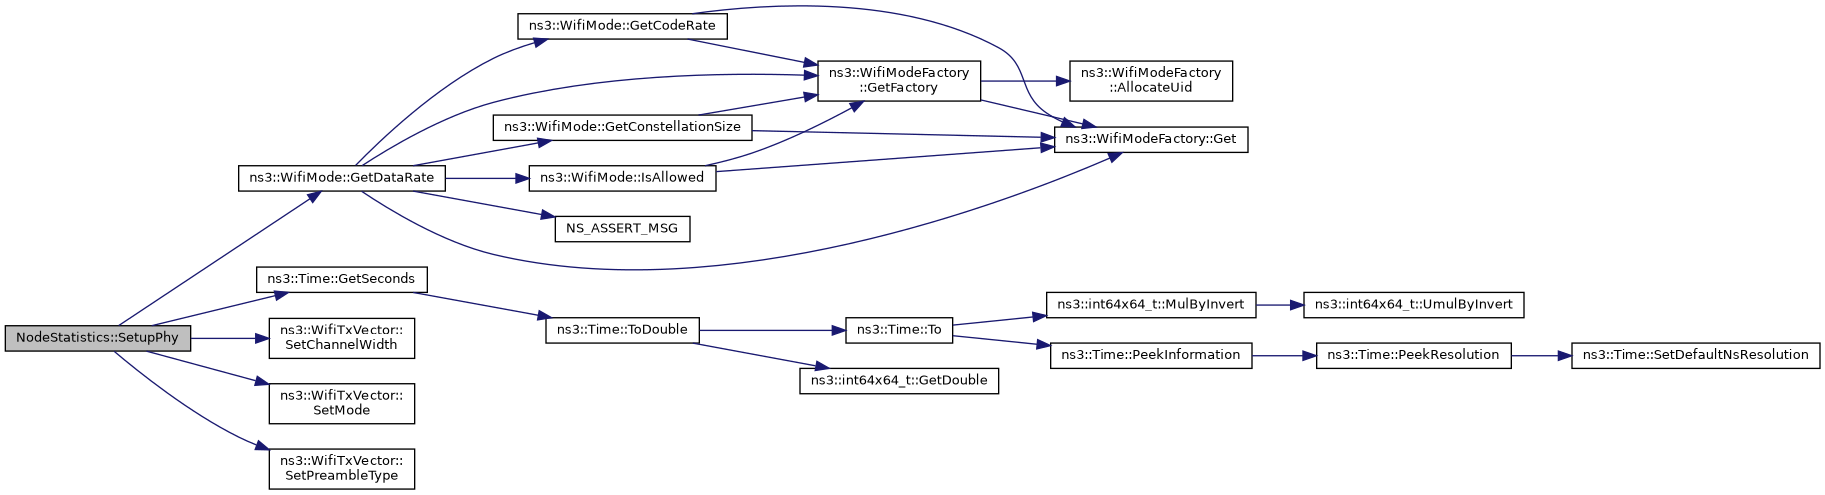 ns3::WifiMode::GetCodeRate
ns3::WifiModeFactory
::GetFactory
ns3::WifiModeFactory
::AllocateUid
ns3::WifiMode::GetConstellationSize
ns3::WifiModeFactory::Get
ns3::WifiMode::GetDataRate
ns3::WifiMode::IsAllowed
NS_ASSERT_MSG
ns3::Time::GetSeconds
NodeStatistics::SetupPhy
ns3::WifiTxVector::
SetChannelWidth
ns3::Time::ToDouble
ns3::Time::To
ns3::int64x64_t::MulByInvert
ns3::int64x64_t::UmulByInvert
ns3::Time::PeekInformation
ns3::Time::PeekResolution
ns3::Time::SetDefaultNsResolution
ns3::int64x64_t::GetDouble
ns3::WifiTxVector::
SetMode
ns3::WifiTxVector::
SetPreambleType